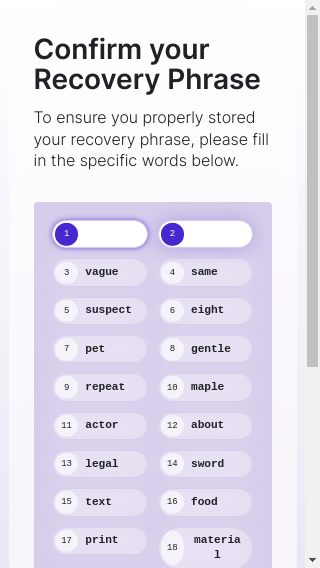 Confirm your
Recovery Phrase
To ensure you properly stored
your recovery phrase, please fill
in the specific words below.
1 2
3 vague 4 same
5 suspect 6 eight
7 pet 8 gentle
9 repeat 10 maple
11 actor 12 about
13 legal 14 sword
15 text 16 food
17 print 18 materia
l